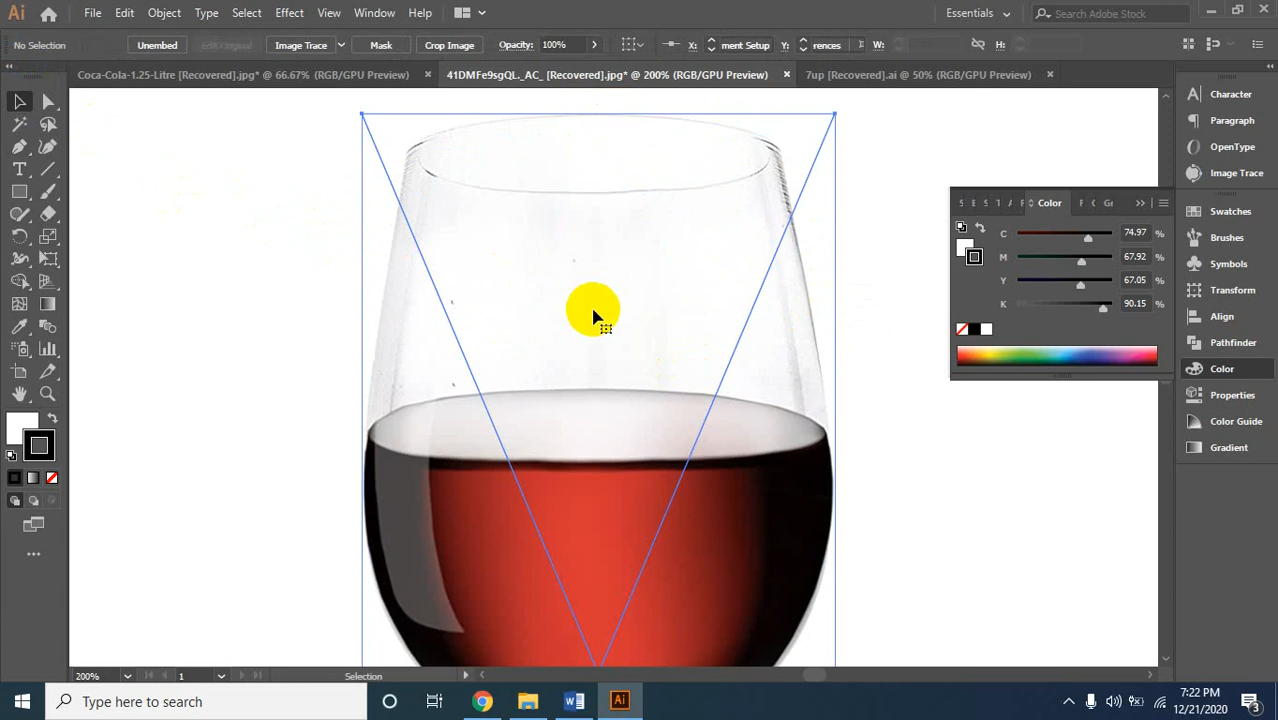 Ai File Edit Object Type Select Effect View Window Help Essentials Search Adobe Stock
No Selection Unembed Edit Original Image Trace Mask Crop Image Opacity: 100% X: ment Setup Y: rences W: H:
Coca-Cola-1.25-Litre [Recovered].jpg* @ 66.67% (RGB/GPU Preview) 41DMFe9sgQL._AC_ [Recovered].jpg* @ 200% (RGB/GPU Preview) 7up [Recovered].ai @ 50% (RGB/GPU Preview)
Character
Paragraph
OpenType
Image Trace
Swatches
Brushes
Symbols
Transform
Align
Pathfinder
Color
Properties
Color Guide
Gradient
Color
C 74.97 %
M 67.92 %
Y 67.05 %
K 90.15 %
200% 1 Selection
Type here to search
Ai
7:22 PM
12/21/2020
3